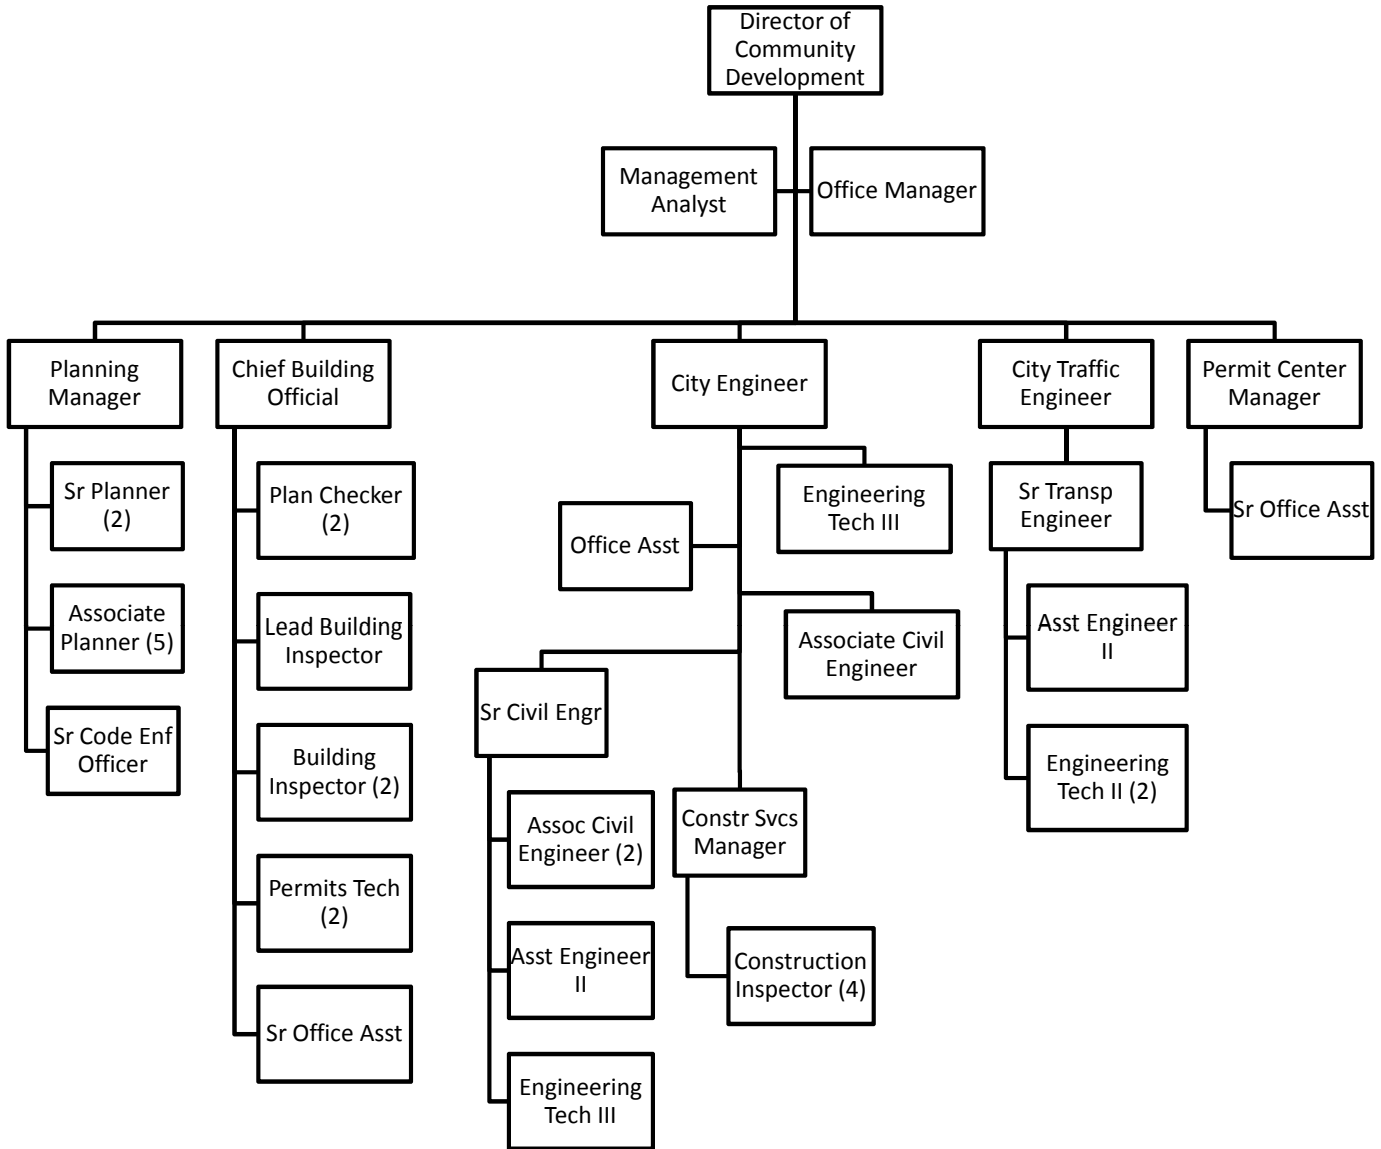 Director of
Community
Development
Management
Analyst
Office Manager
Planning
Manager
Chief Building
Official
City Engineer
City Traffic
Engineer
Permit Center
Manager
Sr Planner
(2)
Associate
Planner (5)
Sr Code Enf
Officer
Plan Checker
(2)
Lead Building
Inspector
Building
Inspector (2)
Permits Tech
(2)
Sr Office Asst
Engineering
Tech III
Office Asst
Associate Civil
Engineer
Sr Civil Engr
Assoc Civil
Engineer (2)
Asst Engineer
II
Engineering
Tech III
Constr Svcs
Manager
Construction
Inspector (4)
Sr Transp
Engineer
Asst Engineer
II
Engineering
Tech II (2)
Sr Office Asst